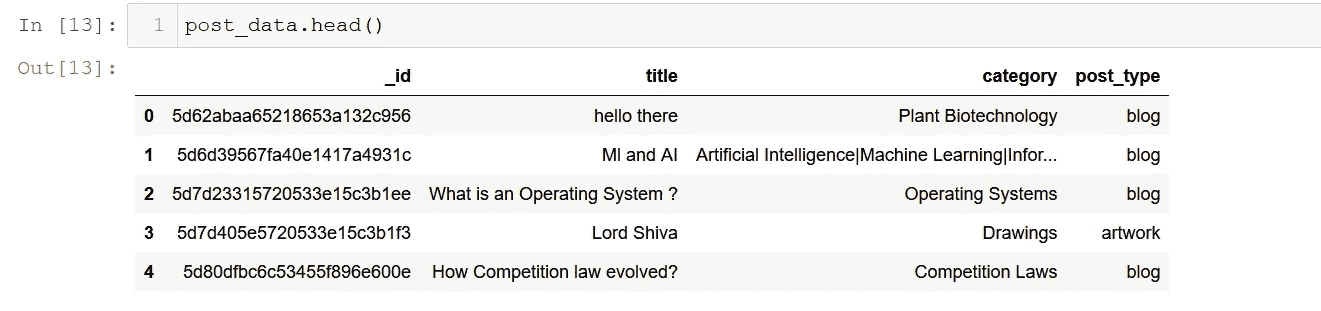 In [13]: 1 post_data.head()
Out[13]:
_id title category post_type
0 5d62abaa65218653a132c956 hello there Plant Biotechnology blog
1 5d6d39567fa40e1417a4931c Ml and AI Artificial Intelligence|Machine Learning|Infor... blog
2 5d7d23315720533e15c3b1ee What is an Operating System ? Operating Systems blog
3 5d7d405e5720533e15c3b1f3 Lord Shiva Drawings artwork
4 5d80dfbc6c53455f896e600e How Competition law evolved? Competition Laws blog